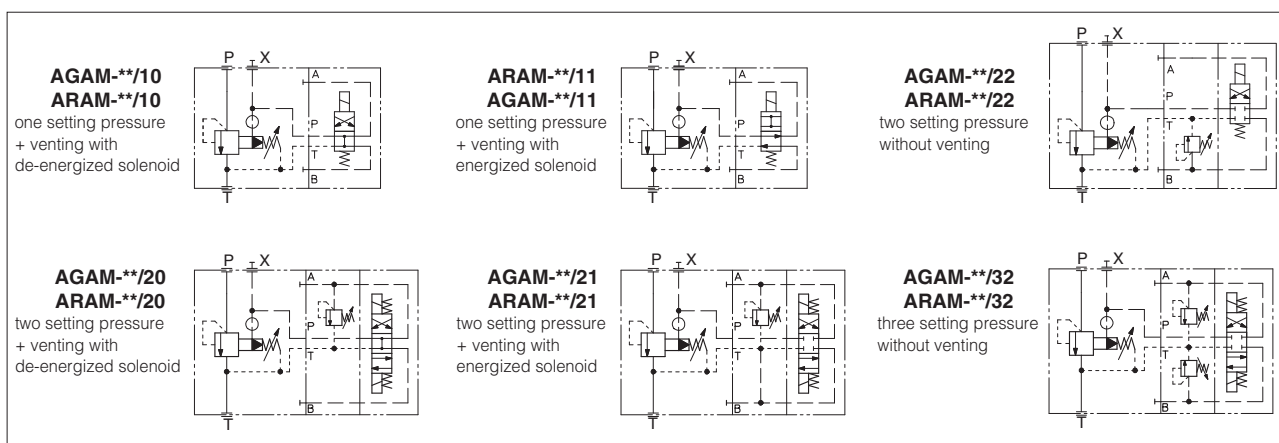 AGAM-**/10
ARAM-**/10
one setting pressure
+ venting with
de-energized solenoid
P X
A
P
T
B
T
ARAM-**/11
AGAM-**/11
one setting pressure
+ venting with
energized solenoid
P X
A
P
T
B
T
AGAM-**/22
ARAM-**/22
two setting pressure
without venting
P X
A
P
T
B
T
AGAM-**/20
ARAM-**/20
two setting pressure
+ venting with
de-energized solenoid
P X
A
P
T
B
T
AGAM-**/21
ARAM-**/21
two setting pressure
+ venting with
energized solenoid
P X
A
P
T
B
T
AGAM-**/32
ARAM-**/32
three setting pressure
without venting
P X
A
P
T
B
T